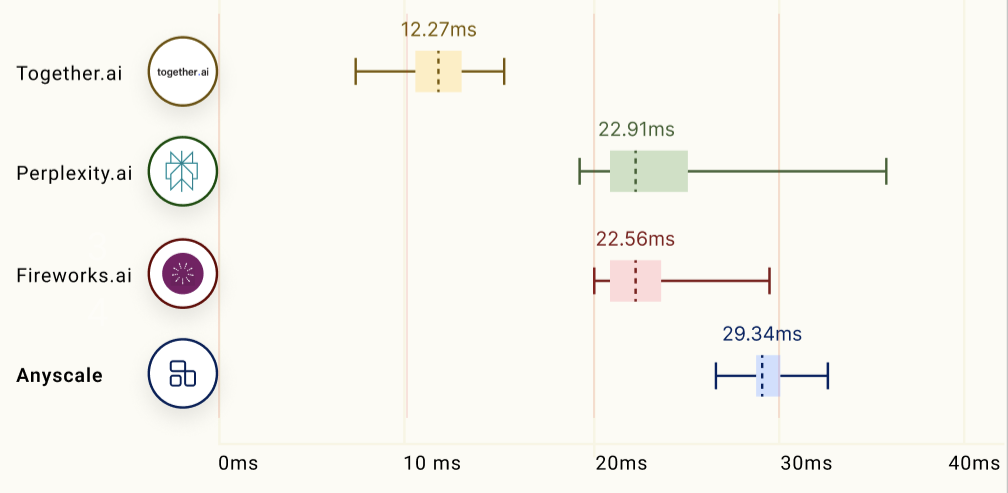 12.27ms
Together.ai
together.ai
22.91ms
Perplexity.ai
22.56ms
Fireworks.ai
29.34ms
Anyscale
0ms
10 ms
20ms
30ms
40ms